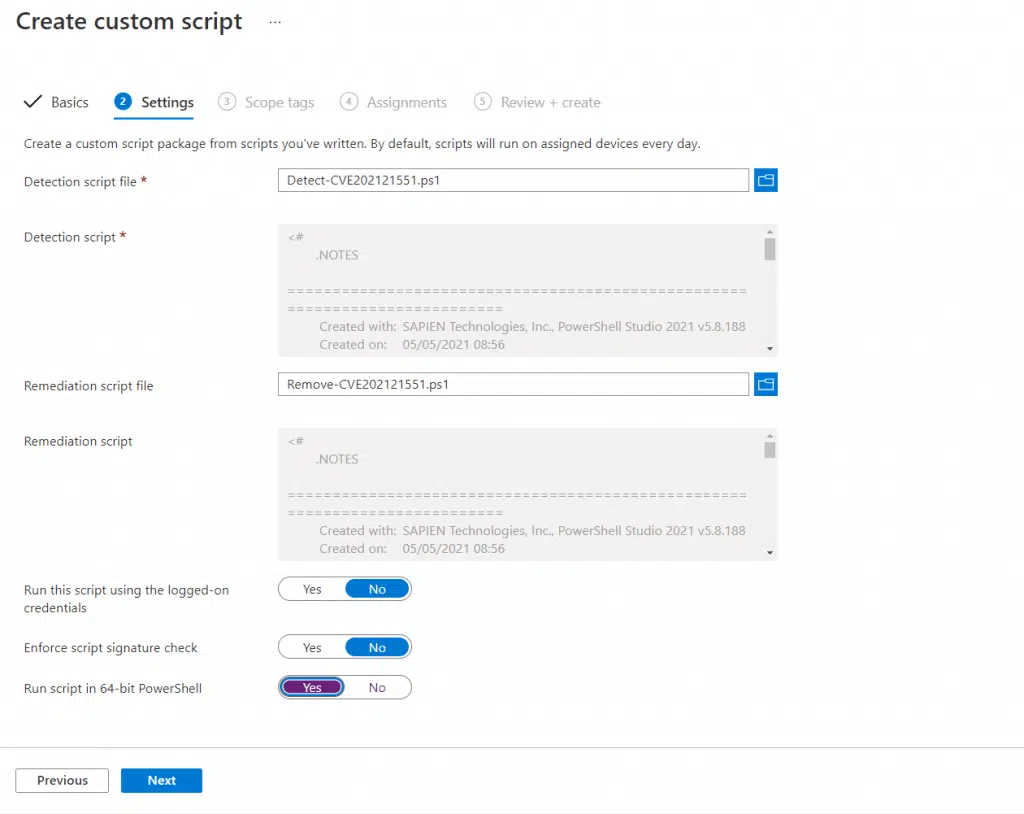 Create custom script ...
Basics 2 Settings 3 Scope tags 4 Assignments 5 Review + create
Create a custom script package from scripts you've written. By default, scripts will run on assigned devices every day.
Detection script file * Detect-CVE202121551.ps1
Detection script * <#
.NOTES
===================================================
========================
Created with: SAPIEN Technologies, Inc., PowerShell Studio 2021 v5.8.188
Created on: 05/05/2021 08:56
Remediation script file Remove-CVE202121551.ps1
Remediation script <#
.NOTES
===================================================
========================
Created with: SAPIEN Technologies, Inc., PowerShell Studio 2021 v5.8.188
Created on: 05/05/2021 08:56
Run this script using the logged-on Yes No
credentials
Enforce script signature check Yes No
Run script in 64-bit PowerShell Yes No
Previous Next